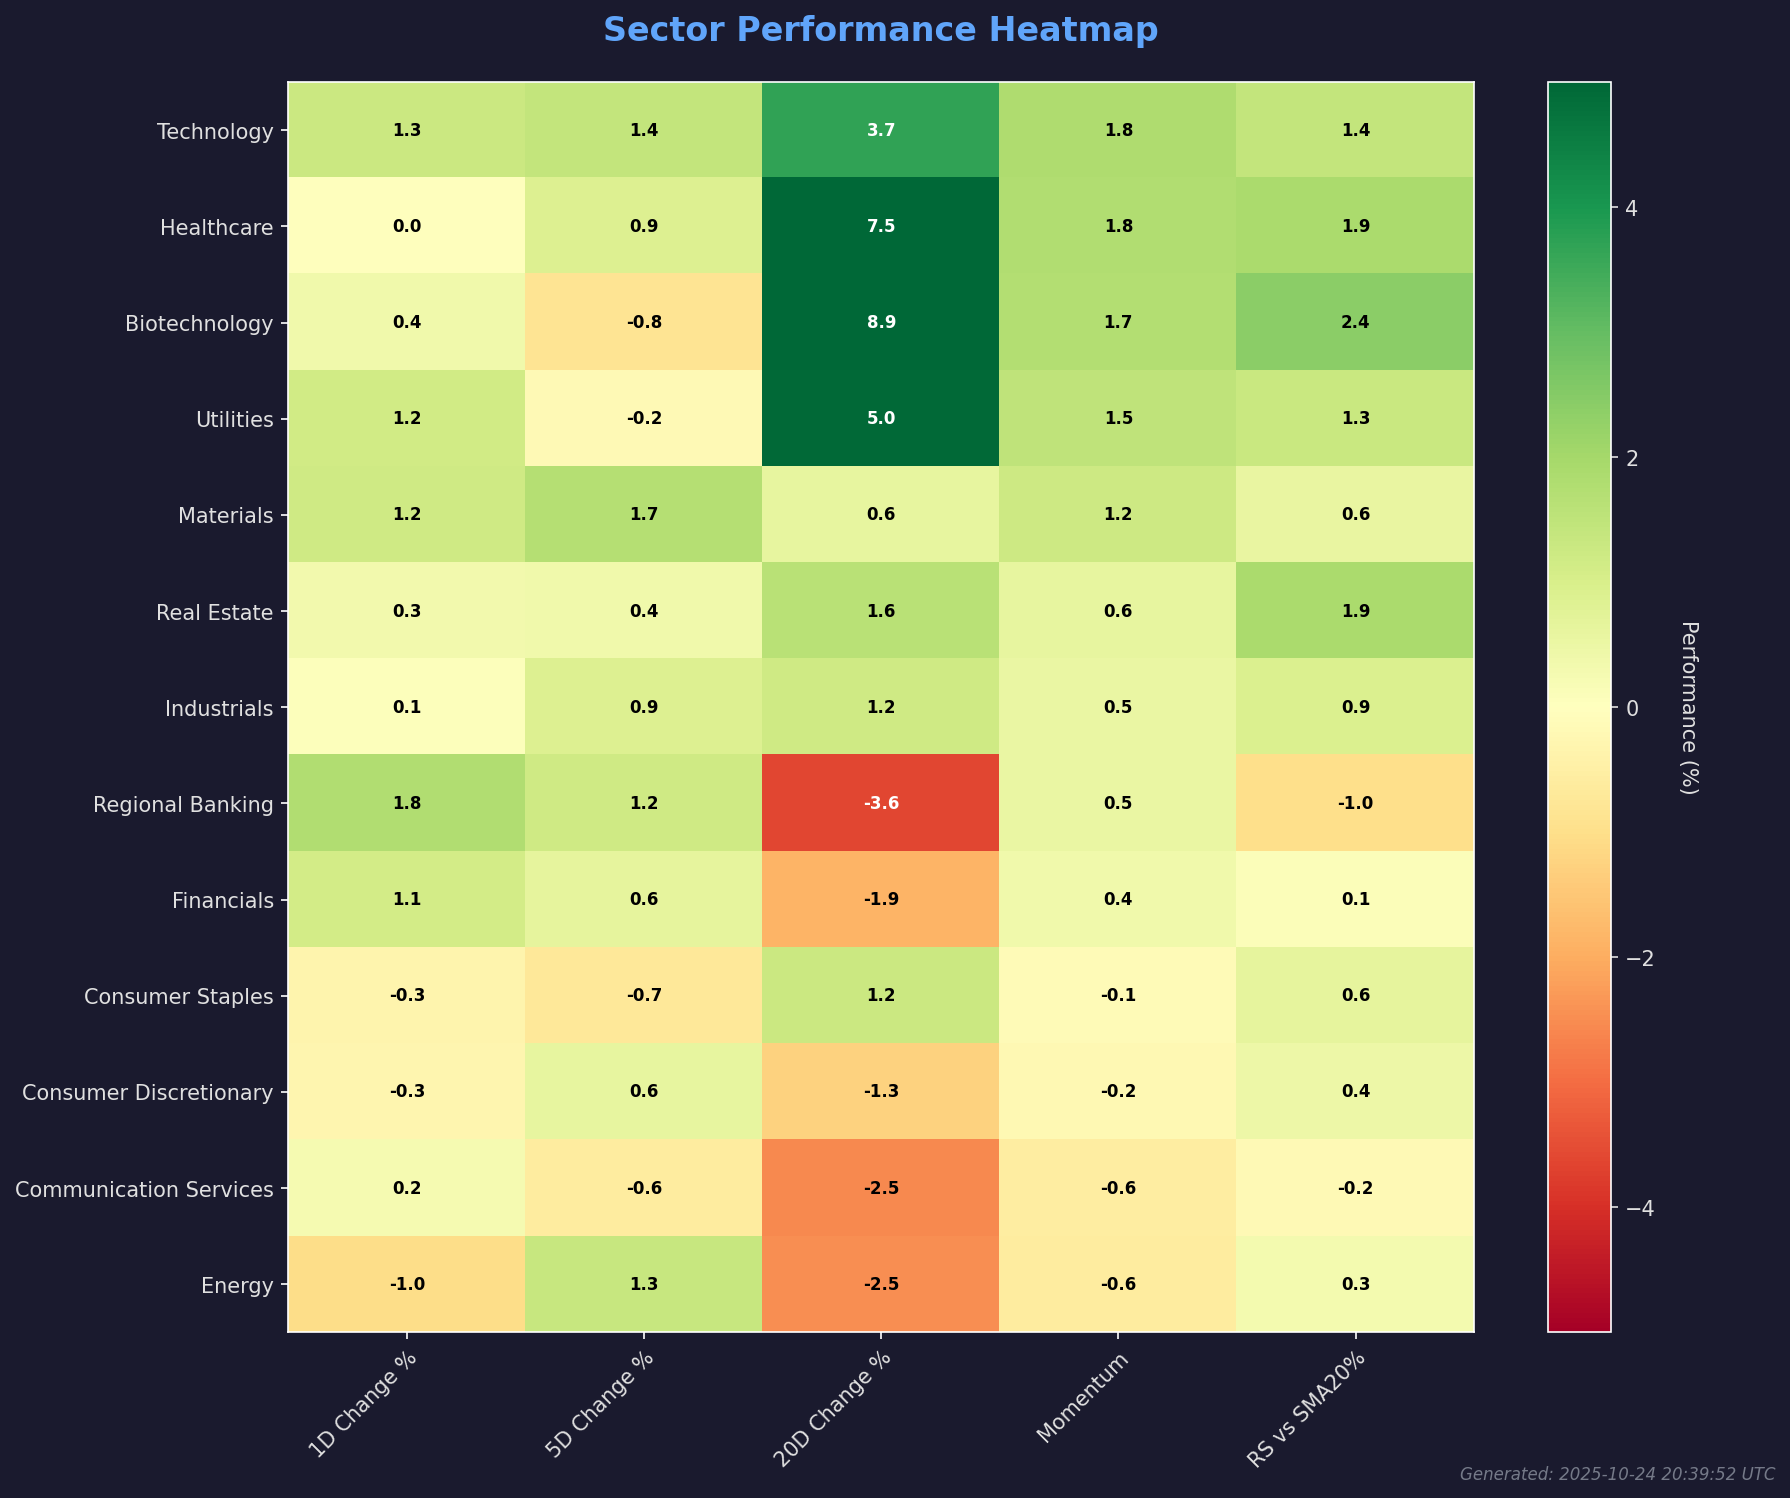 Sector Performance Heatmap
Technology 1.3 1.4 3.7 1.8 1.4
Healthcare 0.0 0.9 7.5 1.8 1.9
Biotechnology 0.4 -0.8 8.9 1.7 2.4
Utilities 1.2 -0.2 5.0 1.5 1.3
Materials 1.2 1.7 0.6 1.2 0.6
Real Estate 0.3 0.4 1.6 0.6 1.9
Industrials 0.1 0.9 1.2 0.5 0.9
Regional Banking 1.8 1.2 -3.6 0.5 -1.0
Financials 1.1 0.6 -1.9 0.4 0.1
Consumer Staples -0.3 -0.7 1.2 -0.1 0.6
Consumer Discretionary -0.3 0.6 -1.3 -0.2 0.4
Communication Services 0.2 -0.6 -2.5 -0.6 -0.2
Energy -1.0 1.3 -2.5 -0.6 0.3
1D Change %
5D Change %
20D Change %
Momentum
RS vs SMA20%
4
2
0
−2
−4
Performance (%)
Generated: 2025-10-24 20:39:52 UTC